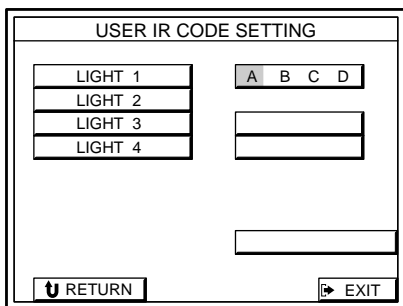 USER IR CODE SETTING
LIGHT 1
A B C D
LIGHT 2
LIGHT 3
LIGHT 4
RETURN
EXIT